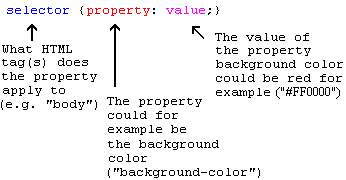 selector {property: value;}
What HTML
tag(s) does
the property
apply to
(e.g. "body")
The property
could for
example be
the background
color
("background-color")
The value of
the property
background color
could be red for
example ("#FF0000")